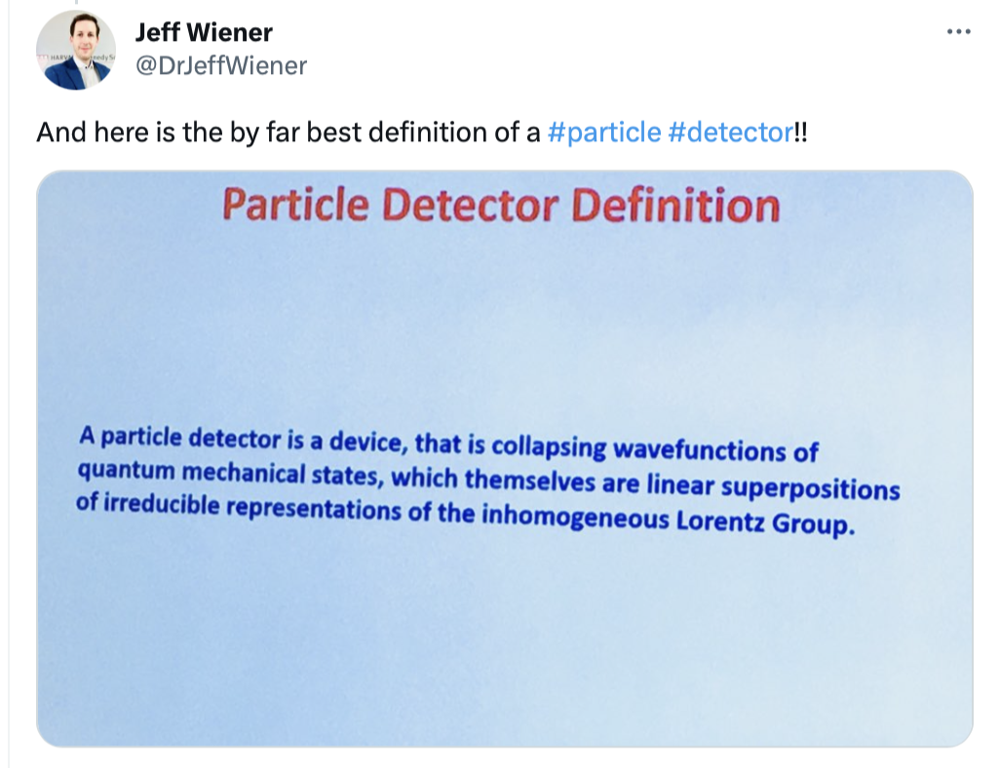 Jeff Wiener
@DrJeffWiener
And here is the by far best definition of a #particle #detector!!
Particle Detector Definition
A particle detector is a device, that is collapsing wavefunctions of
quantum mechanical states, which themselves are linear superpositions
of irreducible representations of the inhomogeneous Lorentz Group.